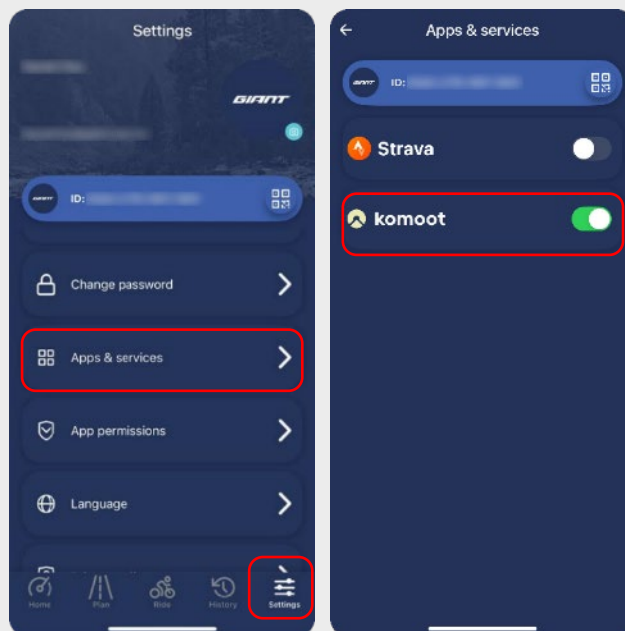 Settings
GIANT
ID:
Change password
Apps & services
App permissions
Language
Home
Plan
Ride
History
Settings
Apps & services
GIANT
ID:
Strava
komoot